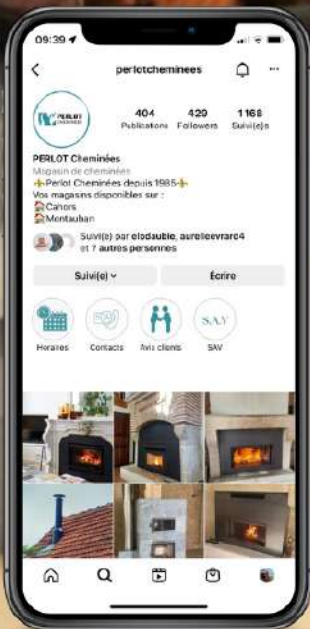 09:39
perlotcheminees
PERLOT
CHEMINÉES
404 429 1 168
Publications Followers Suivi(e)s
PERLOT Cheminées
Magasin de cheminées
Perlot Cheminées depuis 1985
Vos magasins disponibles sur :
Cahors
Montauban
Suivi(e) par elodauble, aurelieevrard4
et 7 autres personnes
Suivi(e) Écrire
Horaires Contacts Avis clients SAV
S.A.V